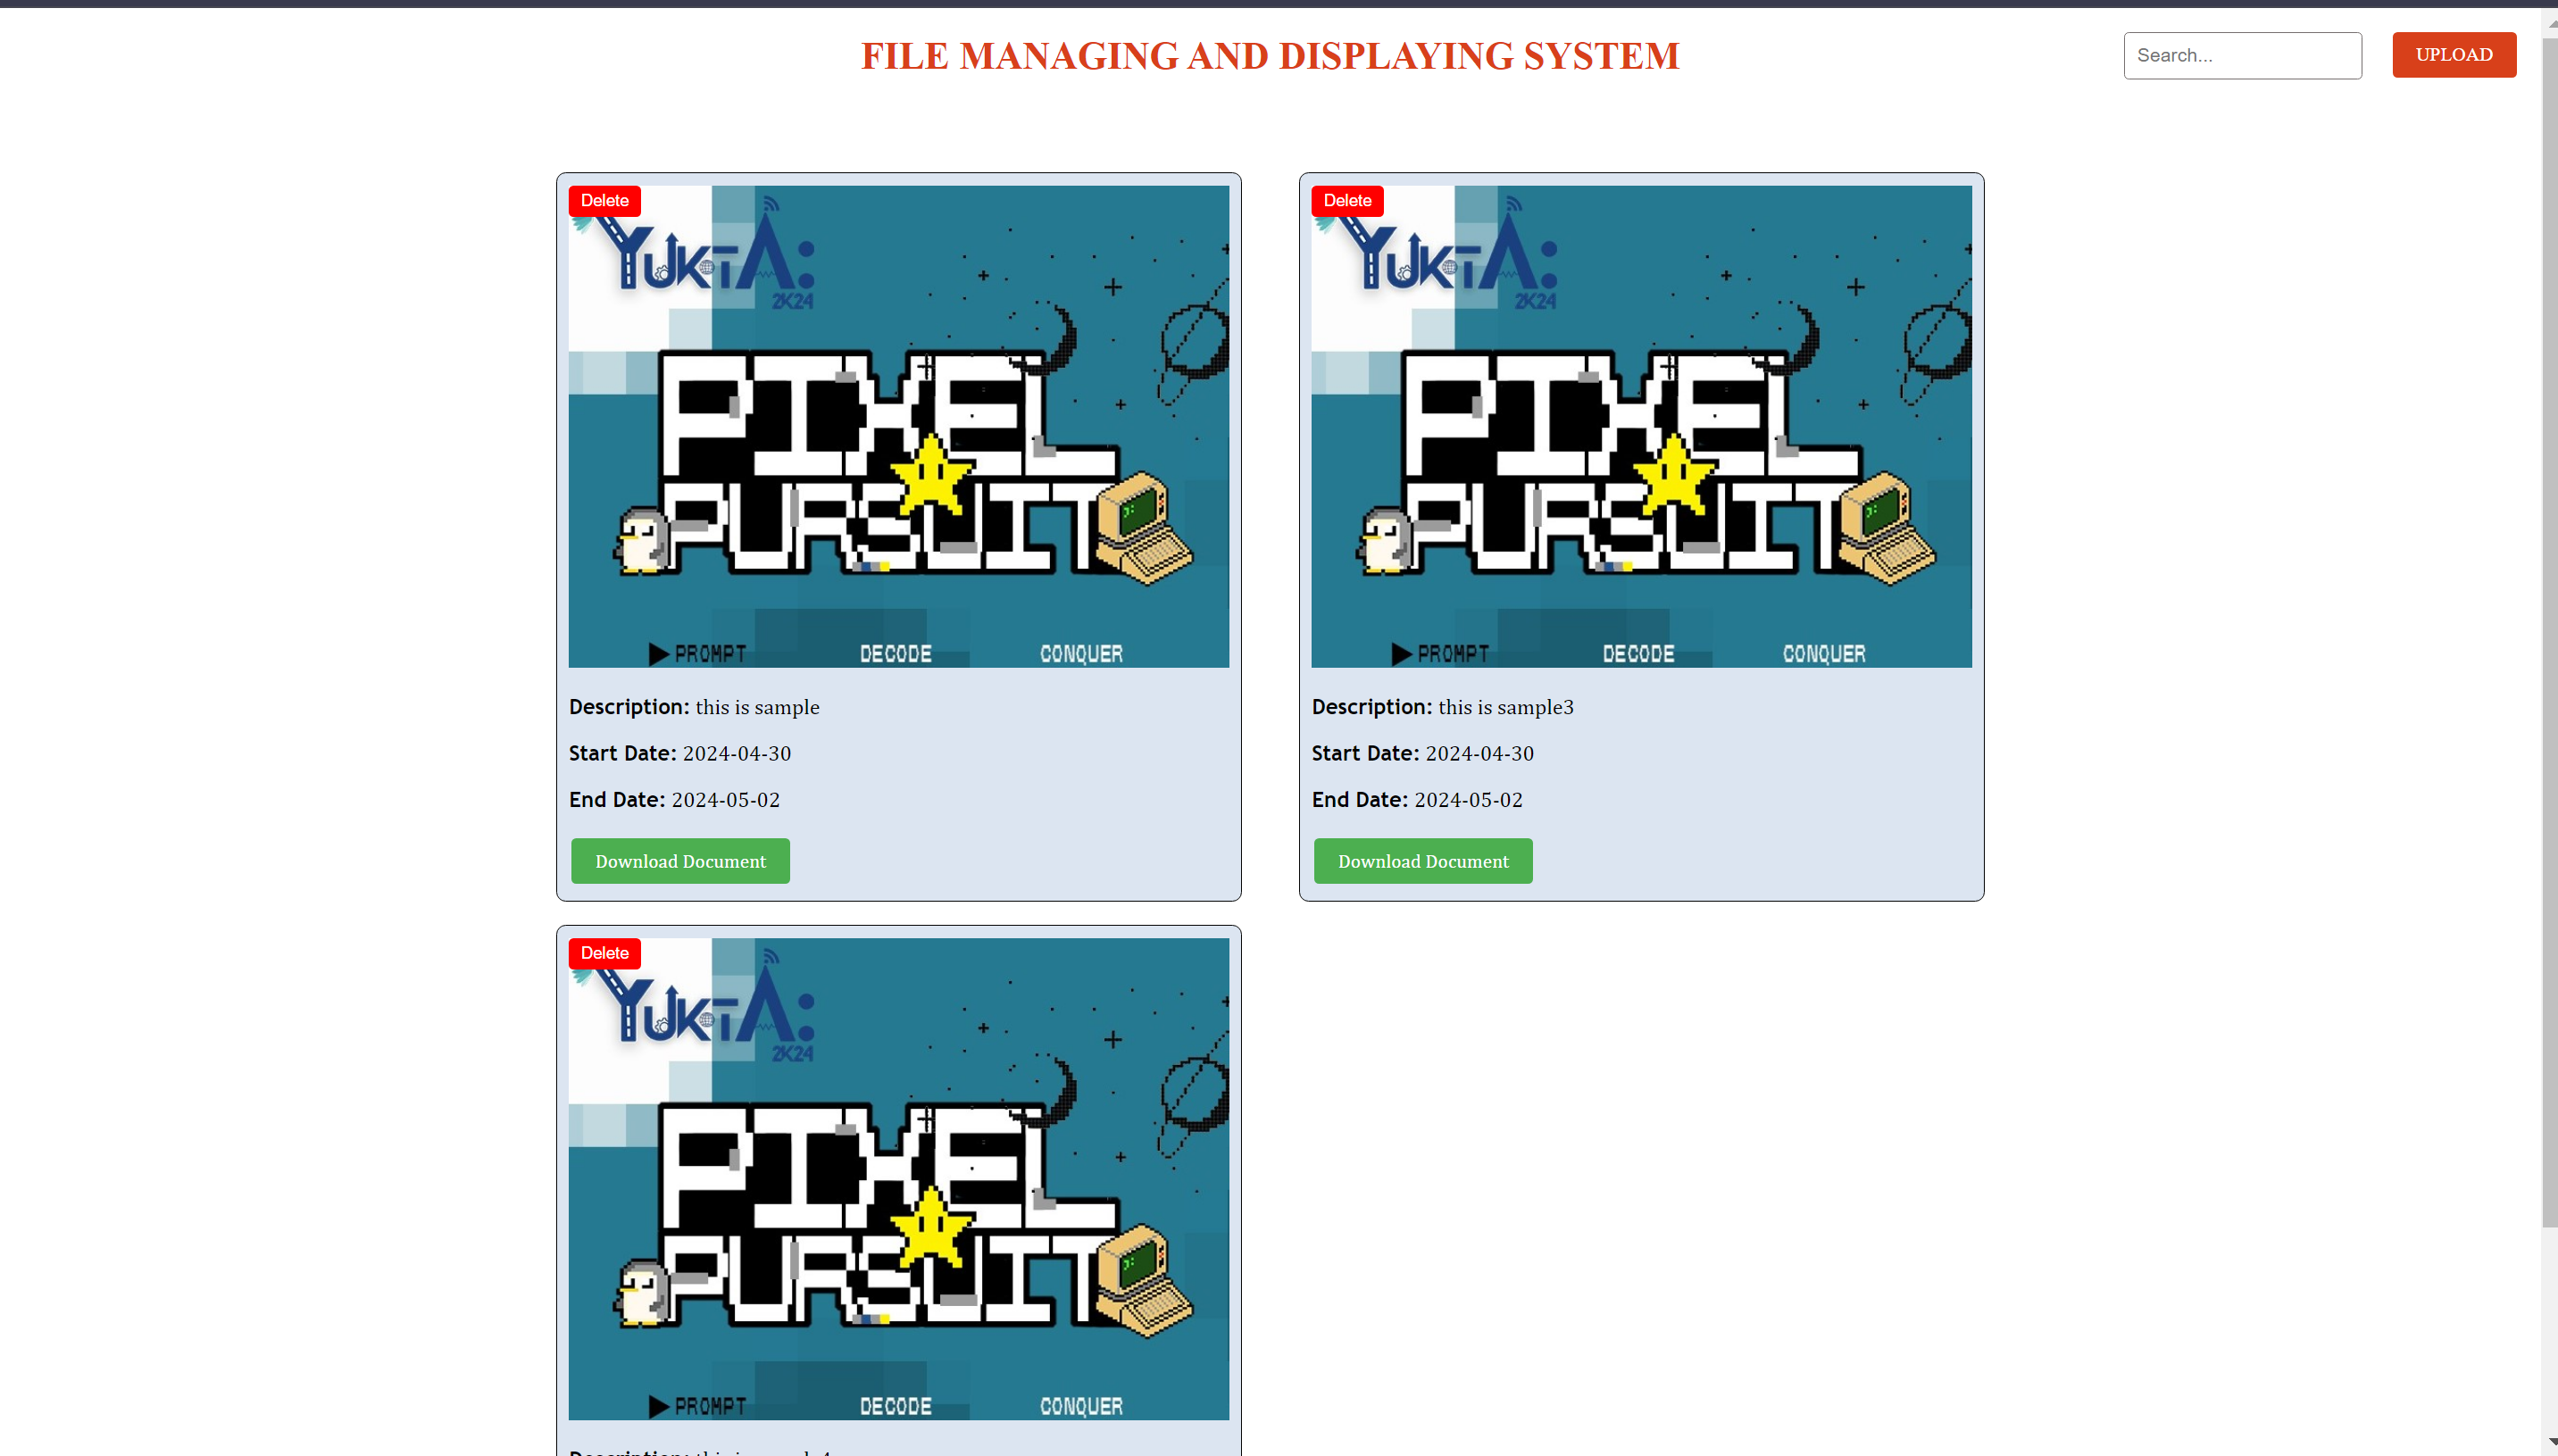 FILE MANAGING AND DISPLAYING SYSTEM
Search...
UPLOAD
Delete
YUKTA:
2K24
PIXEL
PURSUIT
PROMPT DECODE CONQUER
Description: this is sample
Start Date: 2024-04-30
End Date: 2024-05-02
Download Document
Delete
YUKTA:
2K24
PIXEL
PURSUIT
PROMPT DECODE CONQUER
Description: this is sample3
Start Date: 2024-04-30
End Date: 2024-05-02
Download Document
Delete
YUKTA:
2K24
PIXEL
PURSUIT
PROMPT DECODE CONQUER